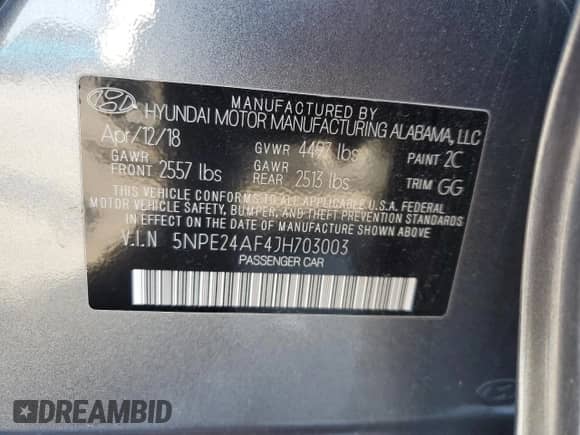 MANUFACTURED BY
HYUNDAI MOTOR MANUFACTURING ALABAMA, LLC
Apr/12/18 GVWR 4497 lbs PAINT 2C
GAWR FRONT 2557 lbs GAWR REAR 2513 lbs TRIM GG
THIS VEHICLE CONFORMS TO ALL APPLICABLE U.S.A. FEDERAL
MOTOR VEHICLE SAFETY, BUMPER, AND THEFT PREVENTION STANDARDS
IN EFFECT ON THE DATE OF MANUFACTURE SHOWN ABOVE.
V.I.N 5NPE24AF4JH703003
PASSENGER CAR
DREAMBID